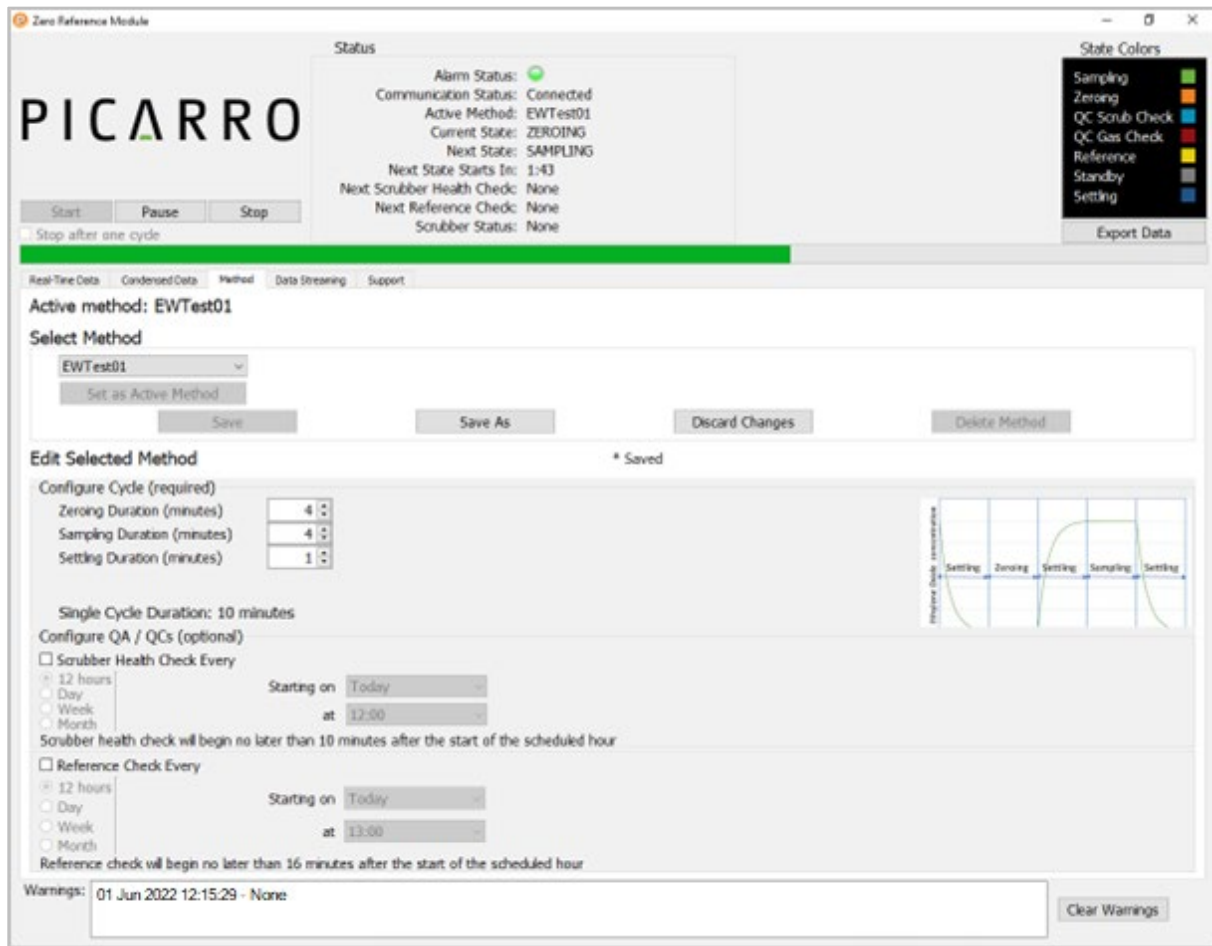 Zero Reference Module
PICARRO
Start Pause Stop
Stop after one cycle
Status
Alarm Status:
Communication Status: Connected
Active Method: EWTest01
Current State: ZEROING
Next State: SAMPLING
Next State Starts In: 1:43
Next Scrubber Health Check: None
Next Reference Check: None
Scrubber Status: None
State Colors
Sampling
Zeroing
QC Scrub Check
QC Gas Check
Reference
Standby
Settling
Export Data
Real-Time Data Condensed Data Method Data Streaming Support
Active method: EWTest01
Select Method
EWTest01
Set as Active Method
Save Save As Discard Changes Delete Method
Edit Selected Method * Saved
Configure Cycle (required)
Zeroing Duration (minutes) 4
Sampling Duration (minutes) 4
Settling Duration (minutes) 1
Single Cycle Duration: 10 minutes
Ethylene Oxide concentration
Settling Zeroing Settling Sampling Settling
Configure QA / QCs (optional)
Scrubber Health Check Every
12 hours
Day
Week
Month
Starting on Today
at 12:00
Scrubber health check will begin no later than 10 minutes after the start of the scheduled hour
Reference Check Every
12 hours
Day
Week
Month
Starting on Today
at 13:00
Reference check will begin no later than 16 minutes after the start of the scheduled hour
Warnings: 01 Jun 2022 12:15:29 - None
Clear Warnings